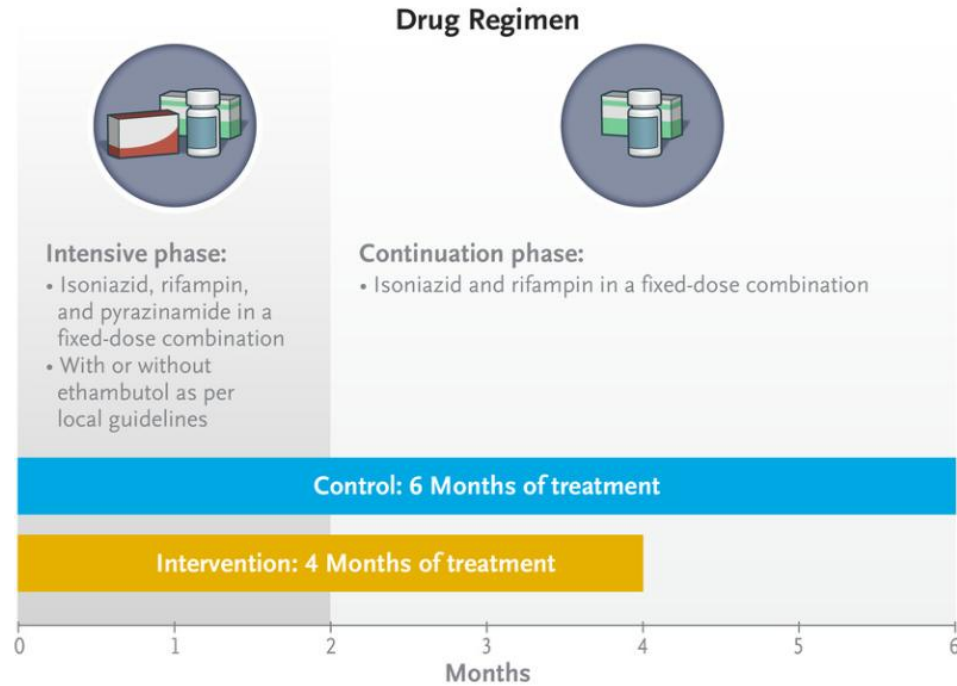 Drug Regimen
Intensive phase:
• Isoniazid, rifampin,
and pyrazinamide in a
fixed-dose combination
• With or without
ethambutol as per
local guidelines
Continuation phase:
• Isoniazid and rifampin in a fixed-dose combination
Control: 6 Months of treatment
Intervention: 4 Months of treatment
0 1 2 3 4 5 6
Months